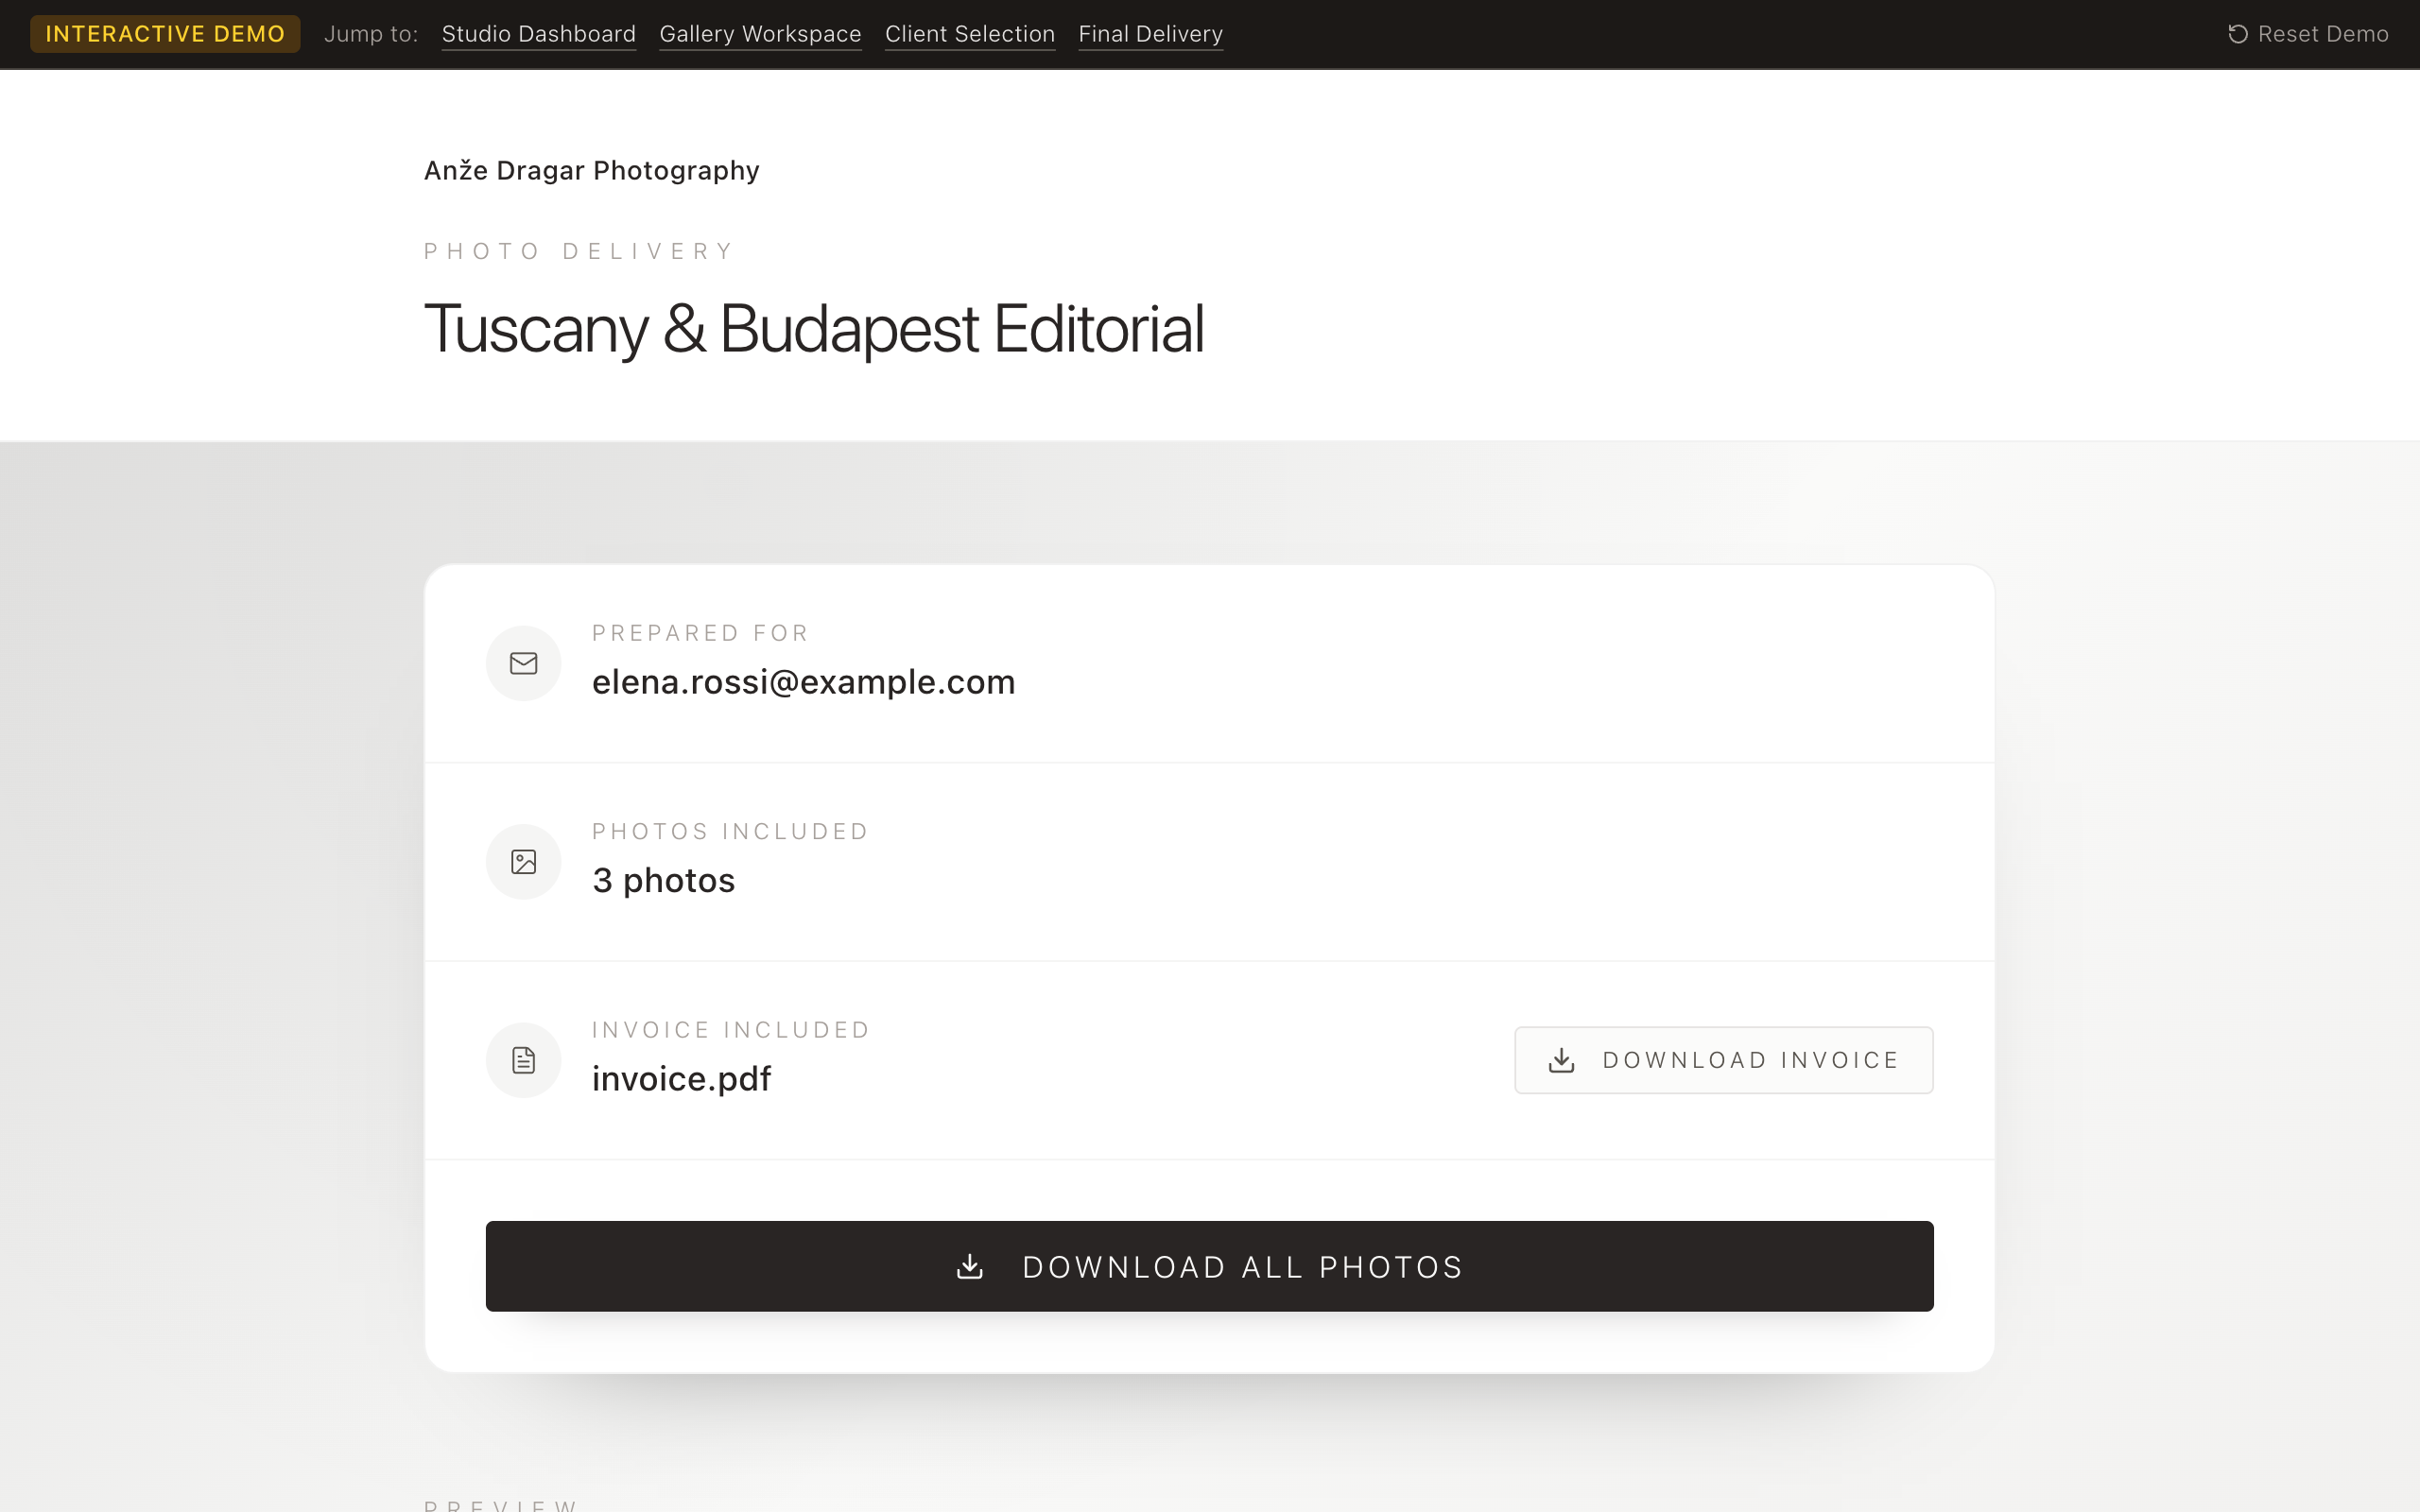 INTERACTIVE DEMO Jump to: Studio Dashboard Gallery Workspace Client Selection Final Delivery Reset Demo
Anže Dragar Photography
PHOTO DELIVERY
Tuscany & Budapest Editorial
PREPARED FOR
elena.rossi@example.com
PHOTOS INCLUDED
3 photos
INVOICE INCLUDED
invoice.pdf
DOWNLOAD INVOICE
DOWNLOAD ALL PHOTOS
PREVIEW